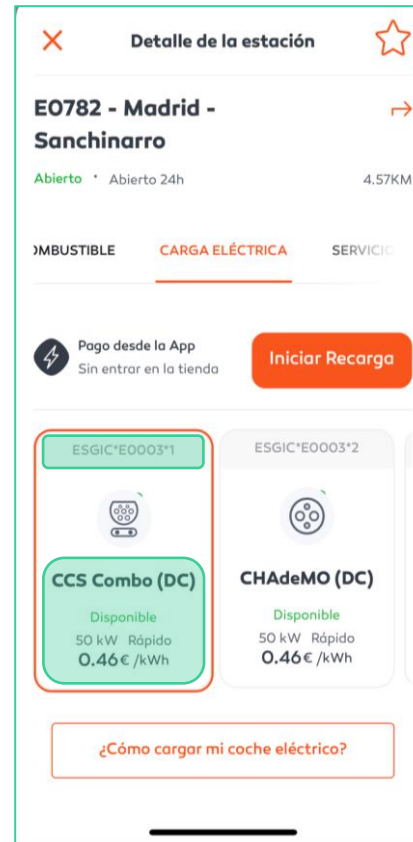 Detalle de la estación
E0782 - Madrid -
Sanchinarro
Abierto · Abierto 24h 4.57KM
OMBUSTIBLE CARGA ELÉCTRICA SERVICIO
Pago desde la App
Sin entrar en la tienda
Iniciar Recarga
ESGIC*E0003*1
CCS Combo (DC)
Disponible
50 kW Rápido
0.46€ /kWh
ESGIC*E0003*2
CHAdeMO (DC)
Disponible
50 kW Rápido
0.46€ /kWh
¿Cómo cargar mi coche eléctrico?